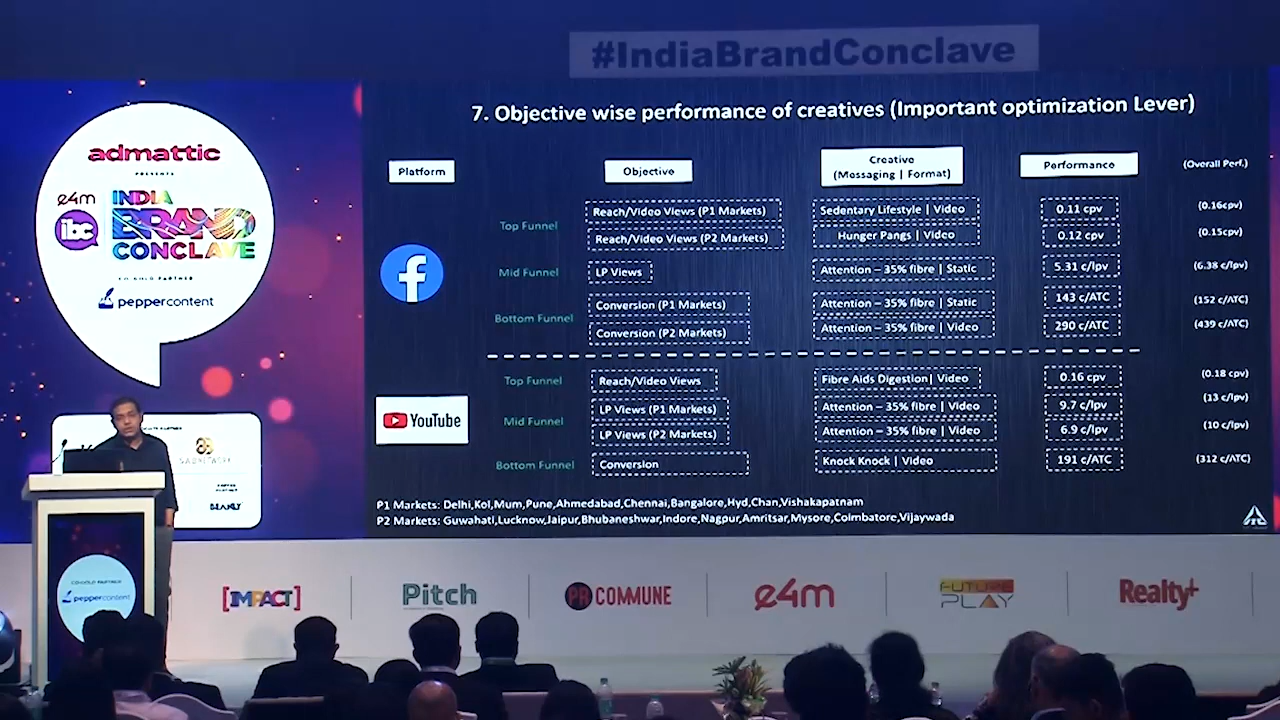 #IndiaBrandConclave
admattic
PRESENTS
e4m
ibc
INDIA
BRAND
CONCLAVE
CO-GOLD PARTNER
peppercontent
7. Objective wise performance of creatives (Important optimization Lever)
Platform
Objective
Creative
(Messaging | Format)
Performance
(Overall Perf.)
Top Funnel
Reach/Video Views (P1 Markets)
Sedentary Lifestyle | Video
0.11 cpv
(0.16cpv)
Reach/Video Views (P2 Markets)
Hunger Pangs | Video
0.12 cpv
(0.15cpv)
Mid Funnel
LP Views
Attention – 35% fibre | Static
5.31 c/lpv
(6.38 c/lpv)
Bottom Funnel
Conversion (P1 Markets)
Attention – 35% fibre | Static
143 c/ATC
(152 c/ATC)
Conversion (P2 Markets)
Attention – 35% fibre | Video
290 c/ATC
(439 c/ATC)
YouTube
Top Funnel
Reach/Video Views
Fibre Aids Digestion| Video
0.16 cpv
(0.18 cpv)
Mid Funnel
LP Views (P1 Markets)
Attention – 35% fibre | Video
9.7 c/lpv
(13 c/lpv)
LP Views (P2 Markets)
Attention – 35% fibre | Video
6.9 c/lpv
(10 c/lpv)
Bottom Funnel
Conversion
Knock Knock | Video
191 c/ATC
(312 c/ATC)
P1 Markets: Delhi,Kol,Mum,Pune,Ahmedabad,Chennai,Bangalore,Hyd,Chan,Vishakapatnam
P2 Markets: Guwahati,Lucknow,Jaipur,Bhubaneshwar,Indore,Nagpur,Amritsar,Mysore,Coimbatore,Vijaywada
CO-GOLD PARTNER
peppercontent
[IMPACT]
Pitch
PR COMMUNE
e4m
FUTURE
PLAY
Realty+